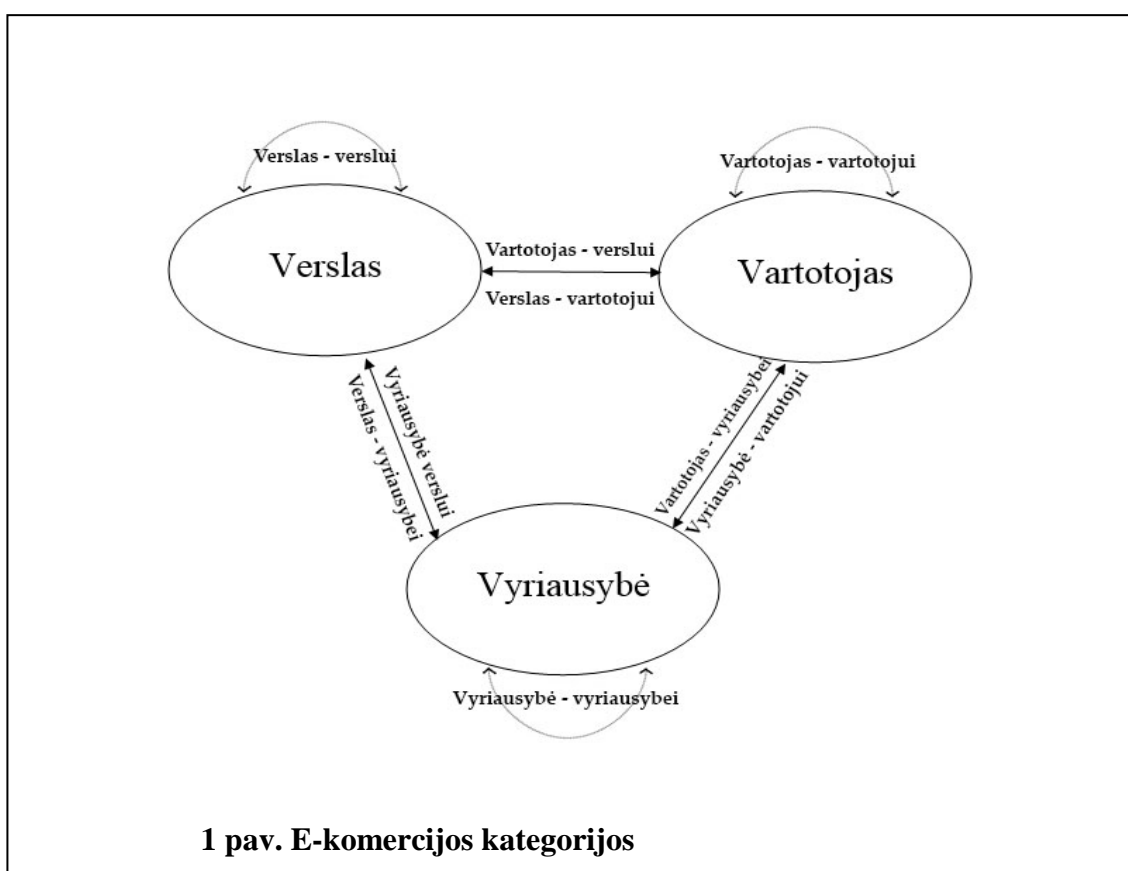 Verslas - verslui
Vartotojas - vartotojui
Verslas
Vartotojas - verslui
Verslas - vartotojui
Vartotojas
Verslas - vyriausybei
Vyriausybė verslui
Vartotojas - vyriausybei
Vyriausybė - vartotojui
Vyriausybė
Vyriausybė - vyriausybei
1 pav. E-komercijos kategorijos